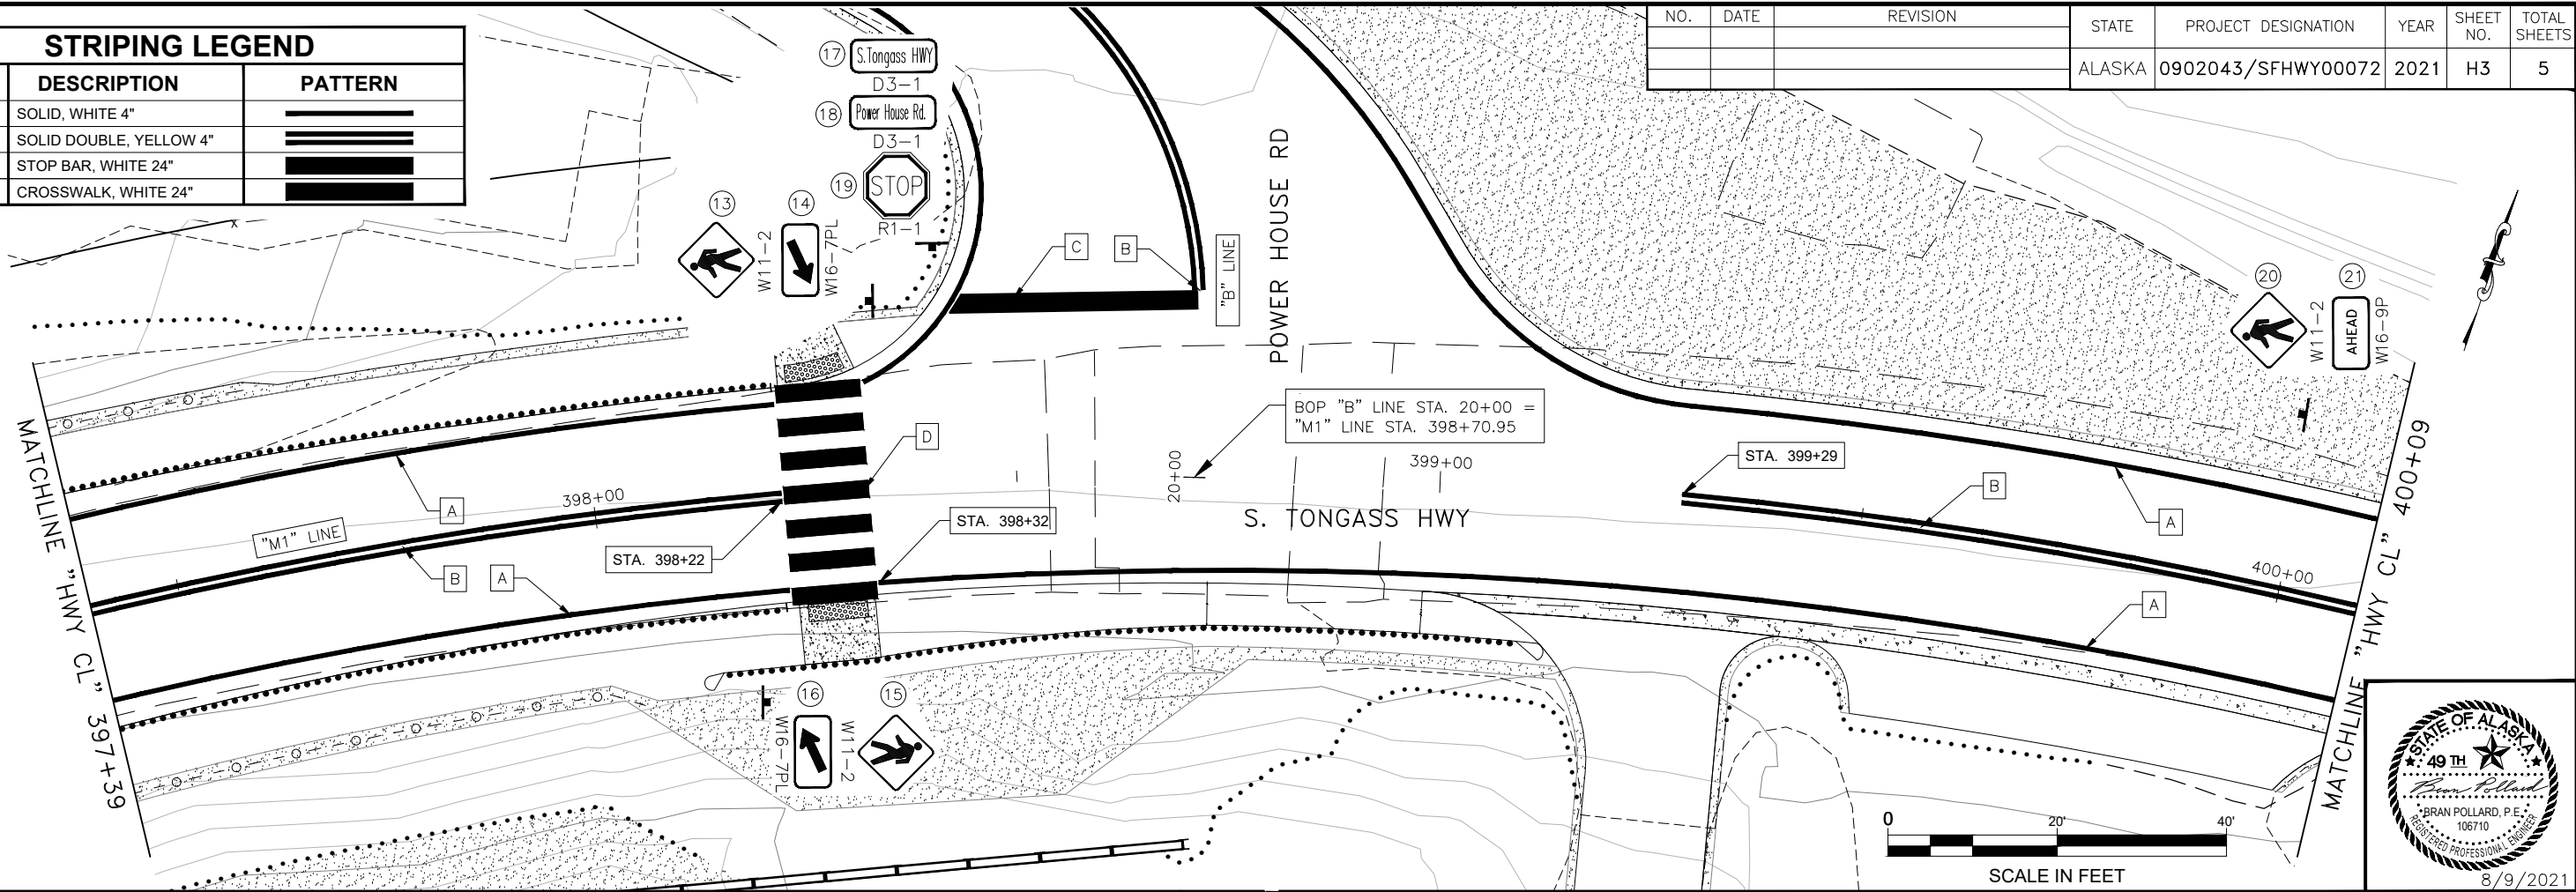 STRIPING LEGEND
DESCRIPTION PATTERN
SOLID, WHITE 4"
SOLID DOUBLE, YELLOW 4"
STOP BAR, WHITE 24"
CROSSWALK, WHITE 24"
NO. DATE REVISION
STATE PROJECT DESIGNATION YEAR SHEET NO. TOTAL SHEETS
ALASKA 0902043/SFHWY00072 2021 H3 5
17 S.Tongass HWY
D3-1
18 Power House Rd.
D3-1
19 STOP
R1-1
13
W11-2
14
W16-7PL
C
B
"B" LINE
POWER HOUSE RD
20
W11-2
21
AHEAD
W16-9P
x
BOP "B" LINE STA. 20+00 =
"M1" LINE STA. 398+70.95
20+00
399+00
D
STA. 399+29
B
A
A
398+00
"M1" LINE
STA. 398+22
STA. 398+32
S. TONGASS HWY
B
A
400+00
A
MATCHLINE "HWY CL" 397+39
MATCHLINE "HWY CL" 400+09
16
W16-7PL
15
W11-2
0 20' 40'
SCALE IN FEET
STATE OF ALASKA
49 TH
Bran Pollard
BRAN POLLARD, P.E.
106710
REGISTERED PROFESSIONAL ENGINEER
8/9/2021